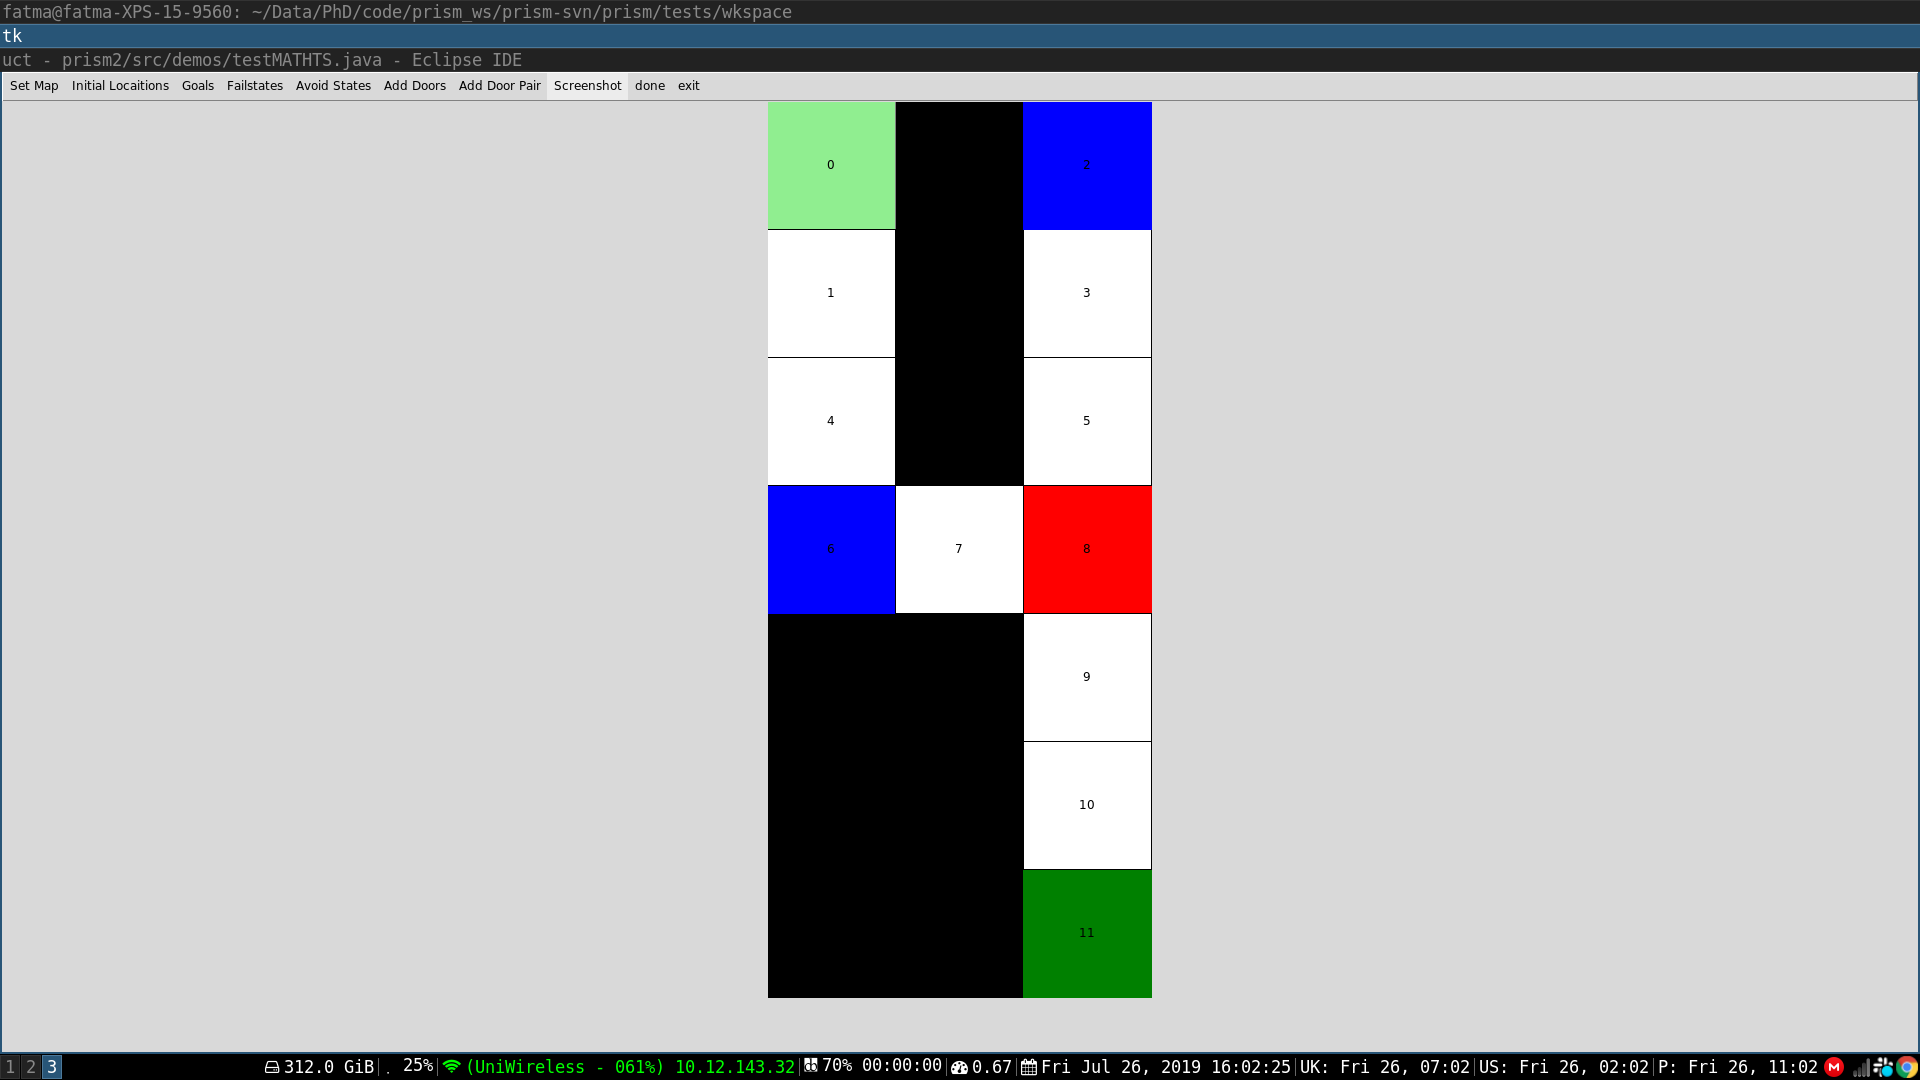 fatma@fatma-XPS-15-9560: ~/Data/PhD/code/prism_ws/prism-svn/prism/tests/wkspace
tk
uct - prism2/src/demos/testMATHTS.java - Eclipse IDE
Set Map Initial Locaitions Goals Failstates Avoid States Add Doors Add Door Pair Screenshot done exit
0 2
1 3
4 5
6 7 8
9
10
11
1 2 3 312.0 GiB| . 25%| (UniWireless - 061%) 10.12.143.32| 70% 00:00:00| 0.67| Fri Jul 26, 2019 16:02:25|UK: Fri 26, 07:02|US: Fri 26, 02:02|P: Fri 26, 11:02 M